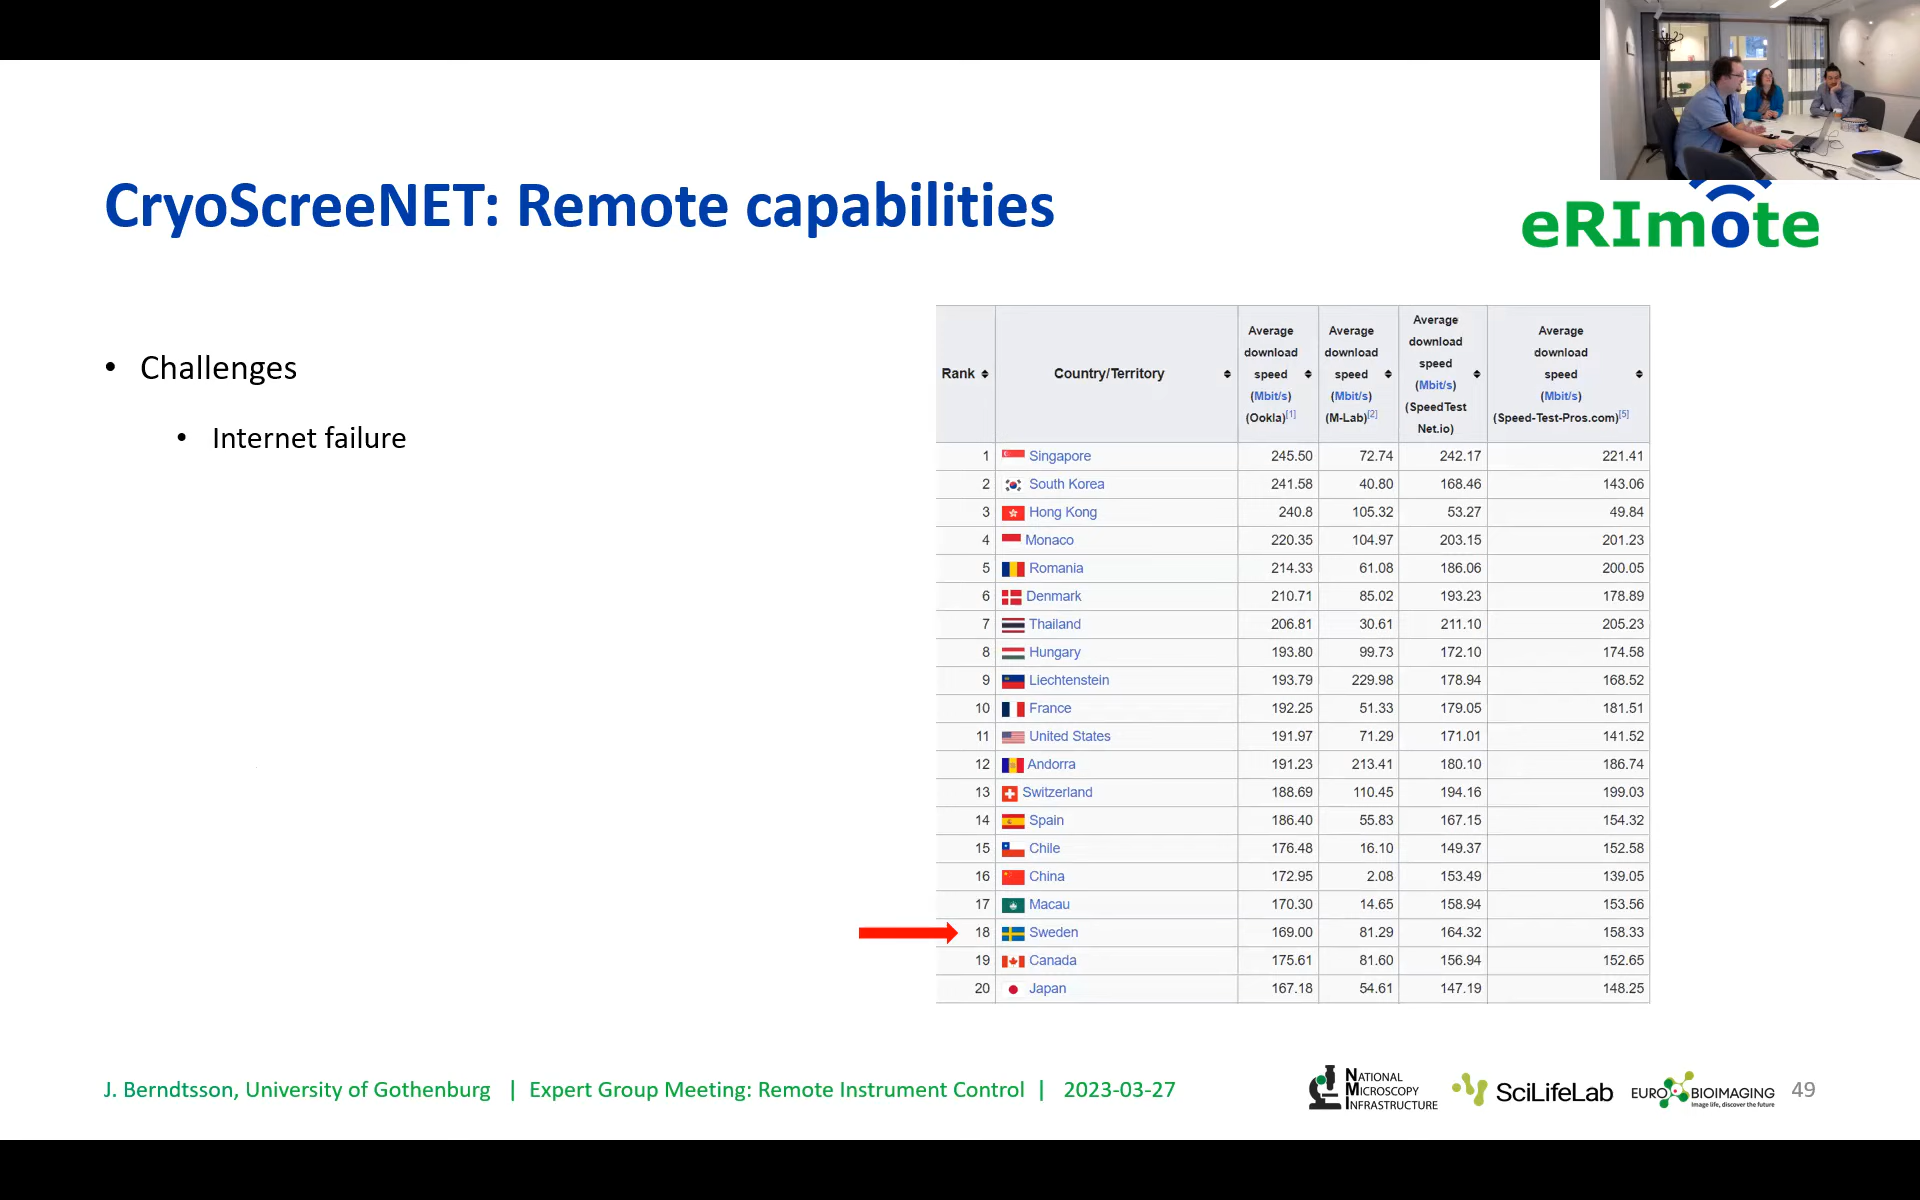 CryoScreeNET: Remote capabilities
eRImote
• Challenges
• Internet failure
Rank Country/Territory Average download speed (Mbit/s) (Ookla)[1] Average download speed (Mbit/s) (M-Lab)[2] Average download speed (Mbit/s) (SpeedTest Net.io) Average download speed (Mbit/s) (Speed-Test-Pros.com)[5]
1 Singapore 245.50 72.74 242.17 221.41
2 South Korea 241.58 40.80 168.46 143.06
3 Hong Kong 240.8 105.32 53.27 49.84
4 Monaco 220.35 104.97 203.15 201.23
5 Romania 214.33 61.08 186.06 200.05
6 Denmark 210.71 85.02 193.23 178.89
7 Thailand 206.81 30.61 211.10 205.23
8 Hungary 193.80 99.73 172.10 174.58
9 Liechtenstein 193.79 229.98 178.94 168.52
10 France 192.25 51.33 179.05 181.51
11 United States 191.97 71.29 171.01 141.52
12 Andorra 191.23 213.41 180.10 186.74
13 Switzerland 188.69 110.45 194.16 199.03
14 Spain 186.40 55.83 167.15 154.32
15 Chile 176.48 16.10 149.37 152.58
16 China 172.95 2.08 153.49 139.05
17 Macau 170.30 14.65 158.94 153.56
18 Sweden 169.00 81.29 164.32 158.33
19 Canada 175.61 81.60 156.94 152.65
20 Japan 167.18 54.61 147.19 148.25
J. Berndtsson, University of Gothenburg | Expert Group Meeting: Remote Instrument Control | 2023-03-27
NATIONAL
MICROSCOPY
INFRASTRUCTURE
SciLifeLab
EURO BIOIMAGING
Image life, discover the future
49